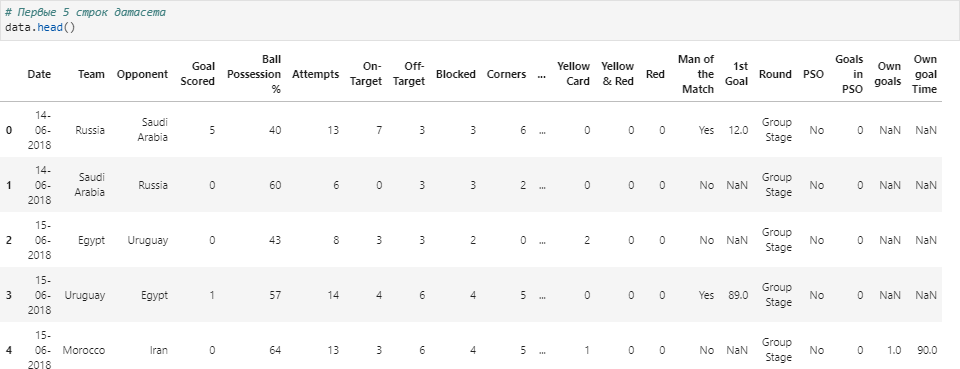 # Первые 5 строк датасета
data.head()
Date Team Opponent Goal Scored Ball Possession % Attempts On-Target Off-Target Blocked Corners ... Yellow Card Yellow & Red Red Man of the Match 1st Goal Round PSO Goals in PSO Own goals Own goal Time
0 14-06-2018 Russia Saudi Arabia 5 40 13 7 3 3 6 ... 0 0 0 Yes 12.0 Group Stage No 0 NaN NaN
1 14-06-2018 Saudi Arabia Russia 0 60 6 0 3 3 2 ... 0 0 0 No NaN Group Stage No 0 NaN NaN
2 15-06-2018 Egypt Uruguay 0 43 8 3 3 2 0 ... 2 0 0 No NaN Group Stage No 0 NaN NaN
3 15-06-2018 Uruguay Egypt 1 57 14 4 6 4 5 ... 0 0 0 Yes 89.0 Group Stage No 0 NaN NaN
4 15-06-2018 Morocco Iran 0 64 13 3 6 4 5 ... 1 0 0 No NaN Group Stage No 0 1.0 90.0